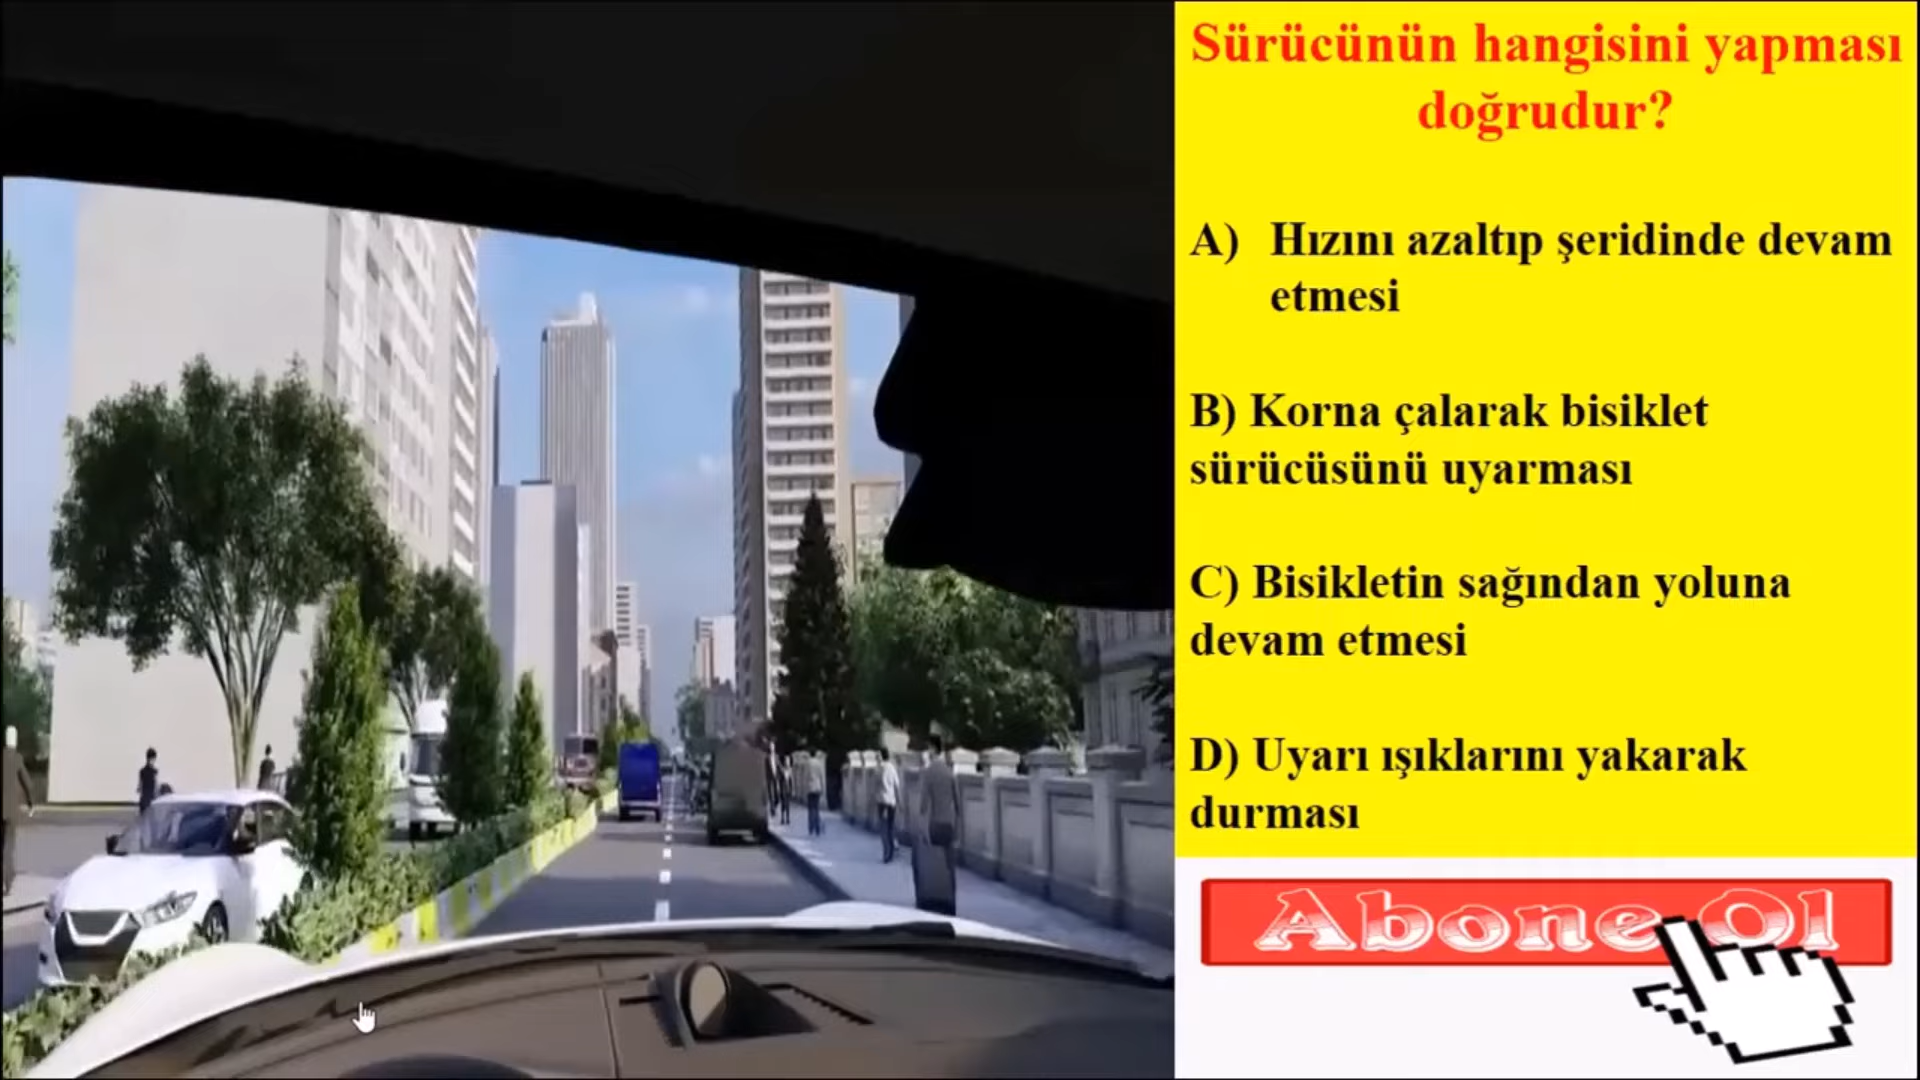 Sürücünün hangisini yapması
doğrudur?
A) Hızını azaltıp şeridinde devam
etmesi
B) Korna çalarak bisiklet
sürücüsünü uyarması
C) Bisikletin sağından yoluna
devam etmesi
D) Uyarı ışıklarını yakarak
durması
Abone Ol